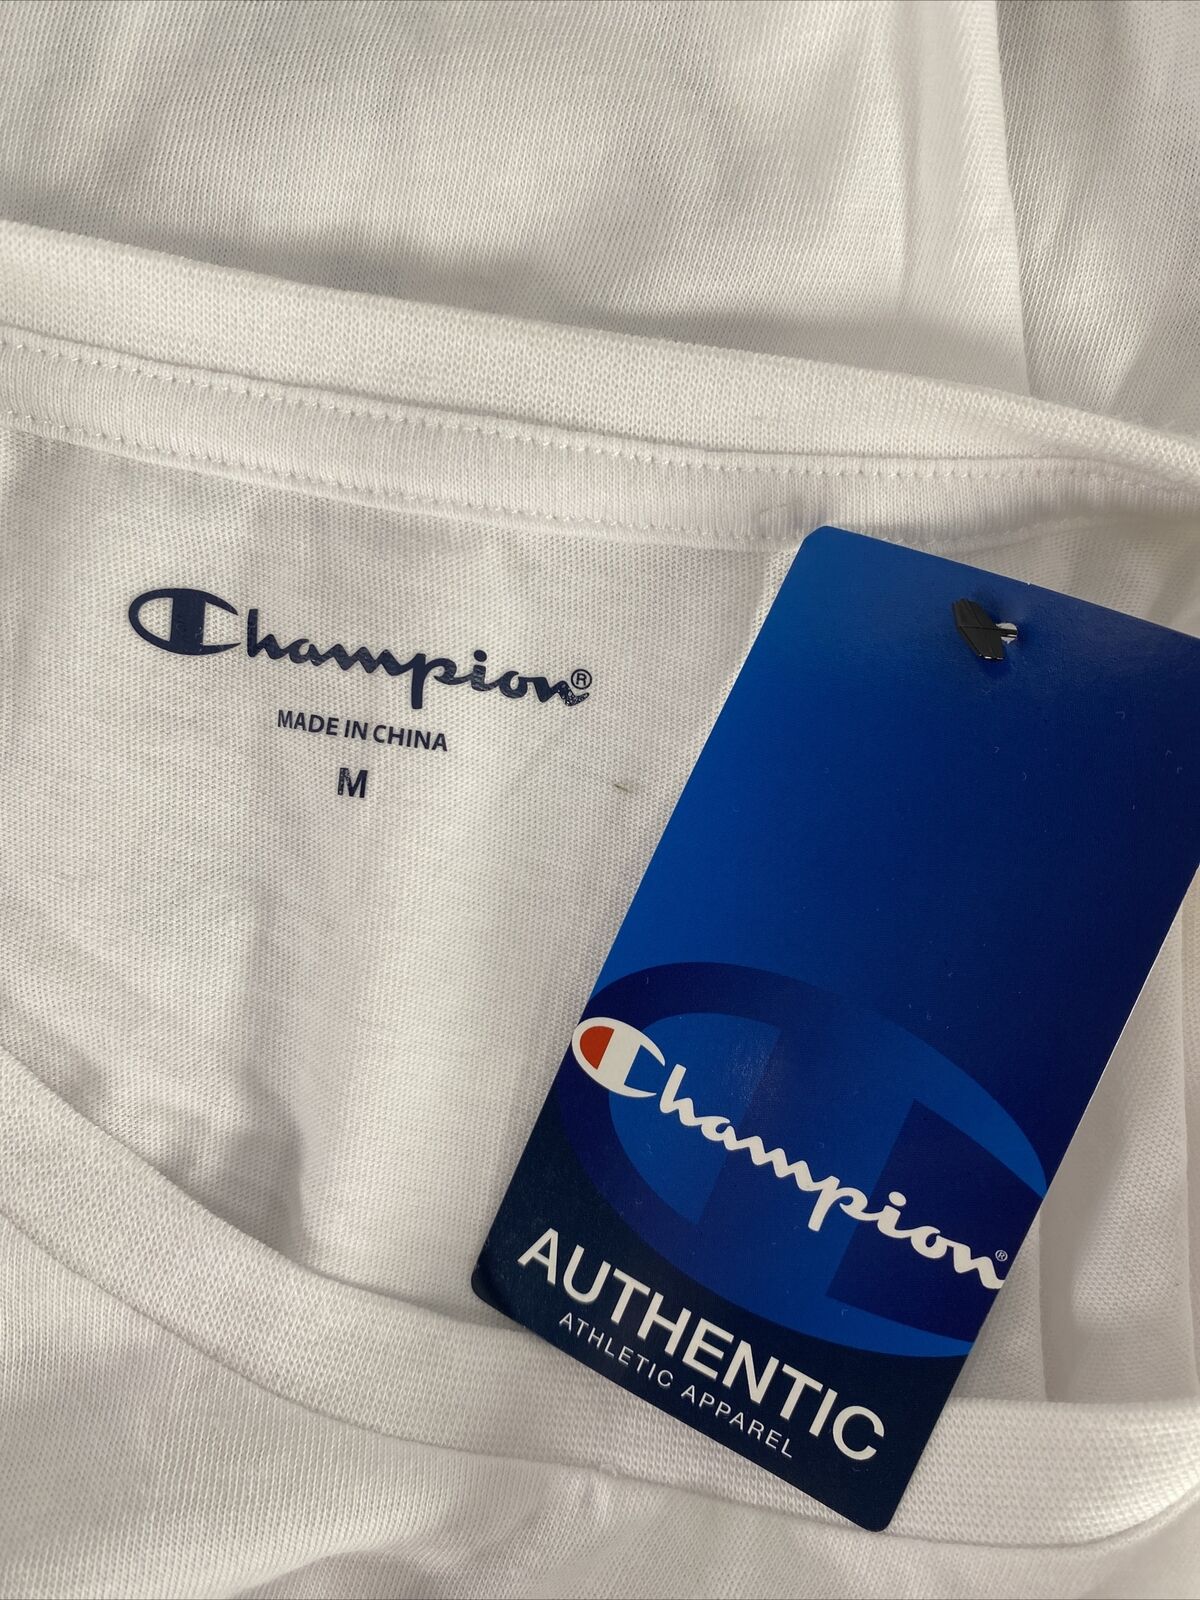 Champion®
MADE IN CHINA
M
Champion®
AUTHENTIC
ATHLETIC APPAREL